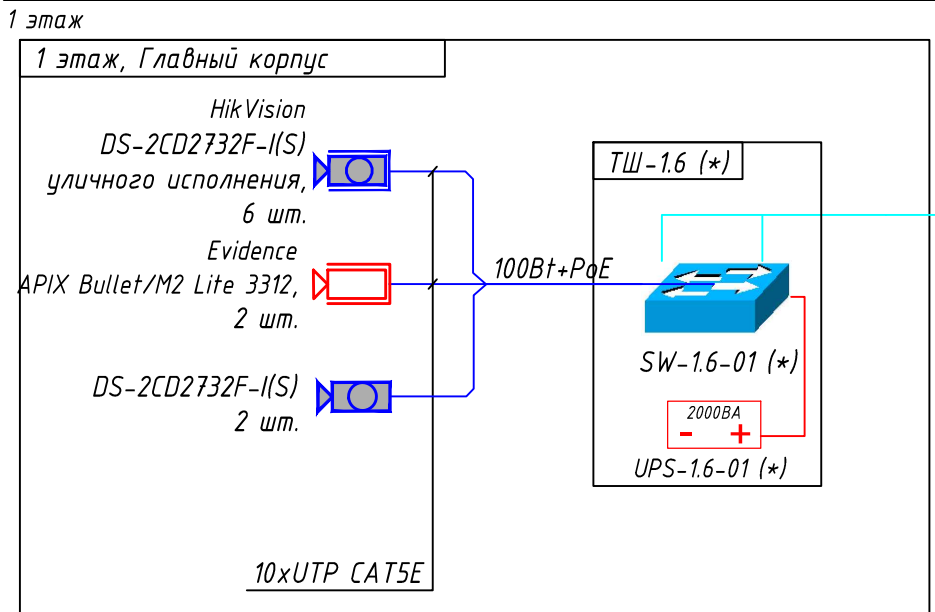 1 этаж
1 этаж, Главный корпус
HikVision
DS-2CD2732F-I(S)
уличного исполнения,
6 шт.
Evidence
APIX Bullet/M2 Lite 3312,
2 шт.
DS-2CD2732F-I(S)
2 шт.
10xUTP CAT5E
100Bt+PoE
ТШ-1.6 (*)
SW-1.6-01 (*)
2000ВА
- +
UPS-1.6-01 (*)